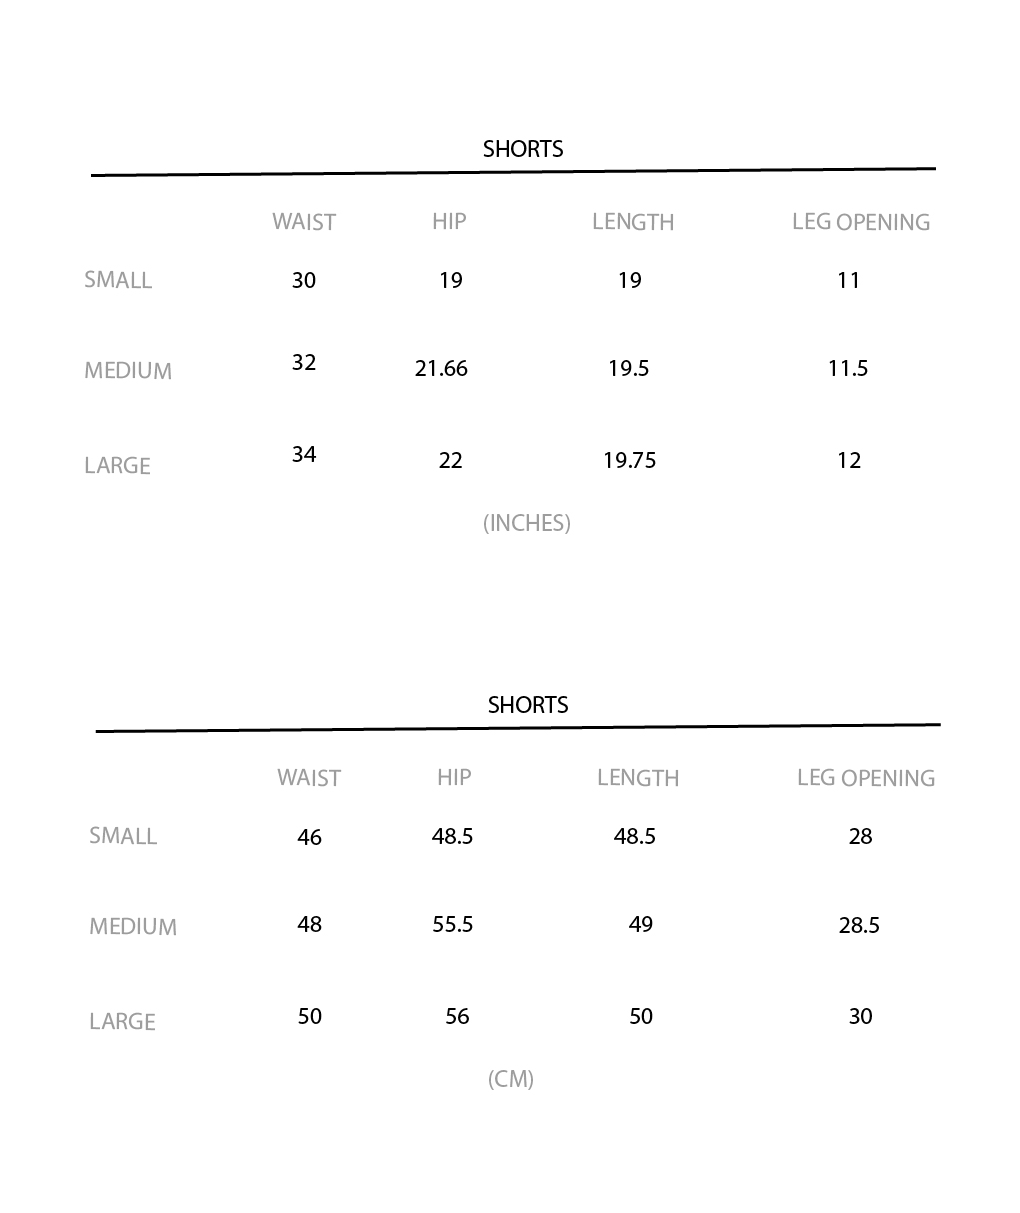 SHORTS
WAIST HIP LENGTH LEG OPENING
SMALL 30 19 19 11
MEDIUM 32 21.66 19.5 11.5
LARGE 34 22 19.75 12
(INCHES)
SHORTS
WAIST HIP LENGTH LEG OPENING
SMALL 46 48.5 48.5 28
MEDIUM 48 55.5 49 28.5
LARGE 50 56 50 30
(CM)